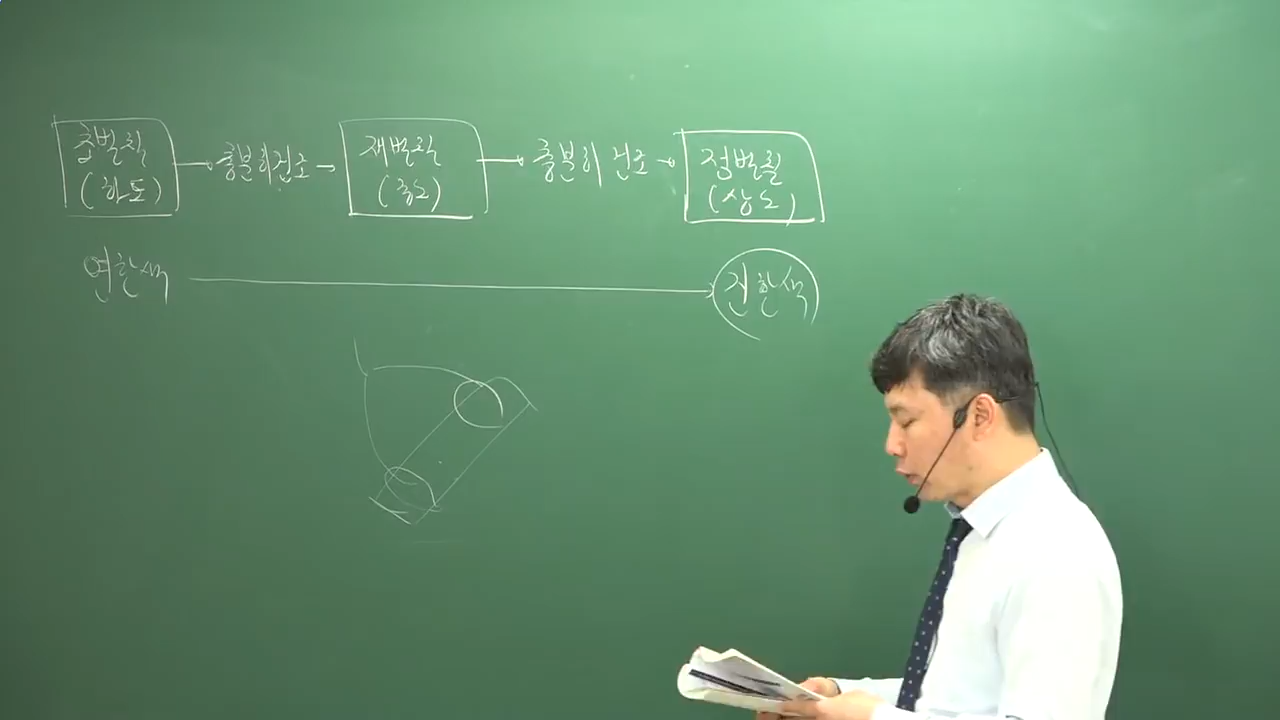 초벌칠 → 충분히 건조 → 재벌칠 → 충분히 건조 → 정벌칠
(하도) (중도) (상도)
연한색 → 진한색